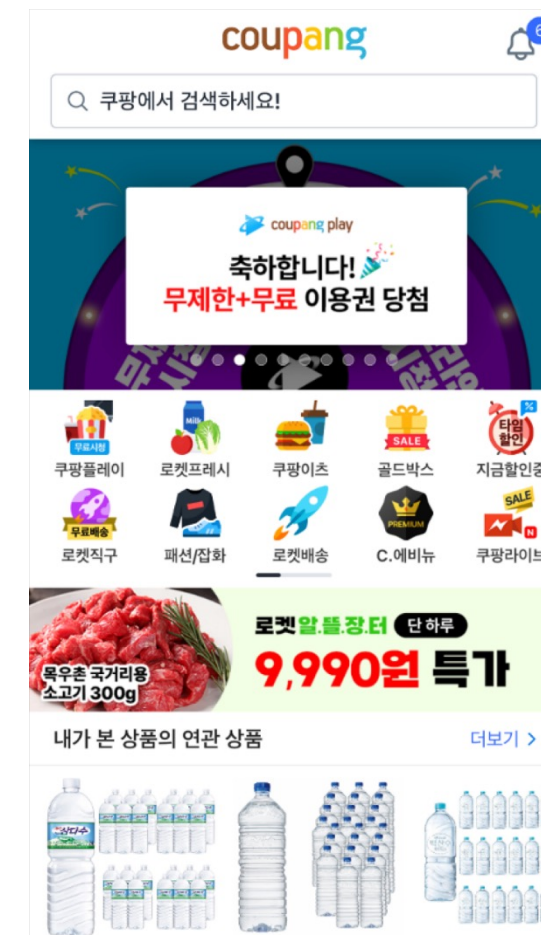 coupang
6
쿠팡에서 검색하세요!
coupang play
축하합니다!
무제한+무료 이용권 당첨
무료시청
Milk
SALE
%
타임
할인
쿠팡플레이
로켓프레시
쿠팡이츠
골드박스
지금할인중
무료배송
PREMIUM
SALE
N
로켓직구
패션/잡화
로켓배송
C.에비뉴
쿠팡라이브
로켓 알.뜰.장.터 단 하루
9,990원 특가
목우촌 국거리용
소고기 300g
내가 본 상품의 연관 상품
더보기 >
삼다수